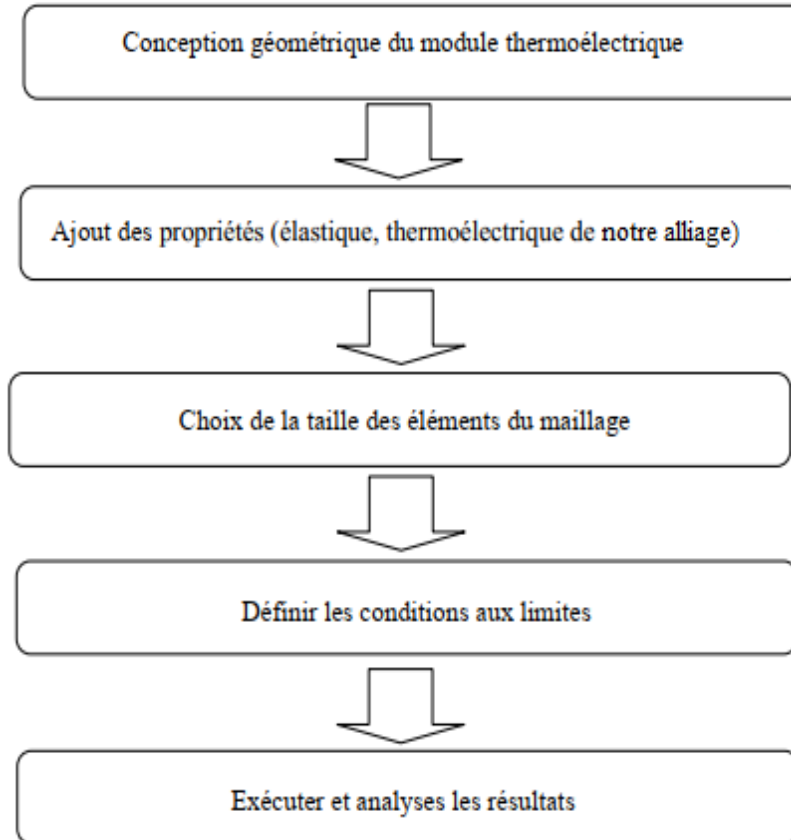 Conception géométrique du module thermoélectrique
Ajout des propriétés (élastique, thermoélectrique de notre alliage)
Choix de la taille des éléments du maillage
Définir les conditions aux limites
Exécuter et analyses les résultats